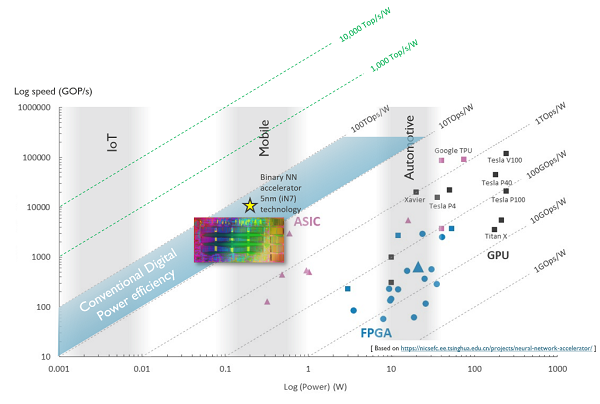 10,000 Top/s/W
1,000 Top/s/W
Log speed (GOP/s)
1000000
100000
10000
1000
100
10
IoT
Mobile
Automotive
100TOps/W
10TOps/W
1TOps/W
100GOps/W
10GOps/W
1GOps/W
Google TPU
Tesla V100
Binary NN
accelerator
5nm (iN7)
technology
Tesla P40
Xavier
Tesla P4
Tesla P100
ASIC
Titan X
GPU
Conventional Digital
Power efficiency
FPGA
[ Based on https://nicsefc.ee.tsinghua.edu.cn/projects/neural-network-accelerator/ ]
0.001
0.01
0.1
1
10
100
1000
Log (Power) (W)